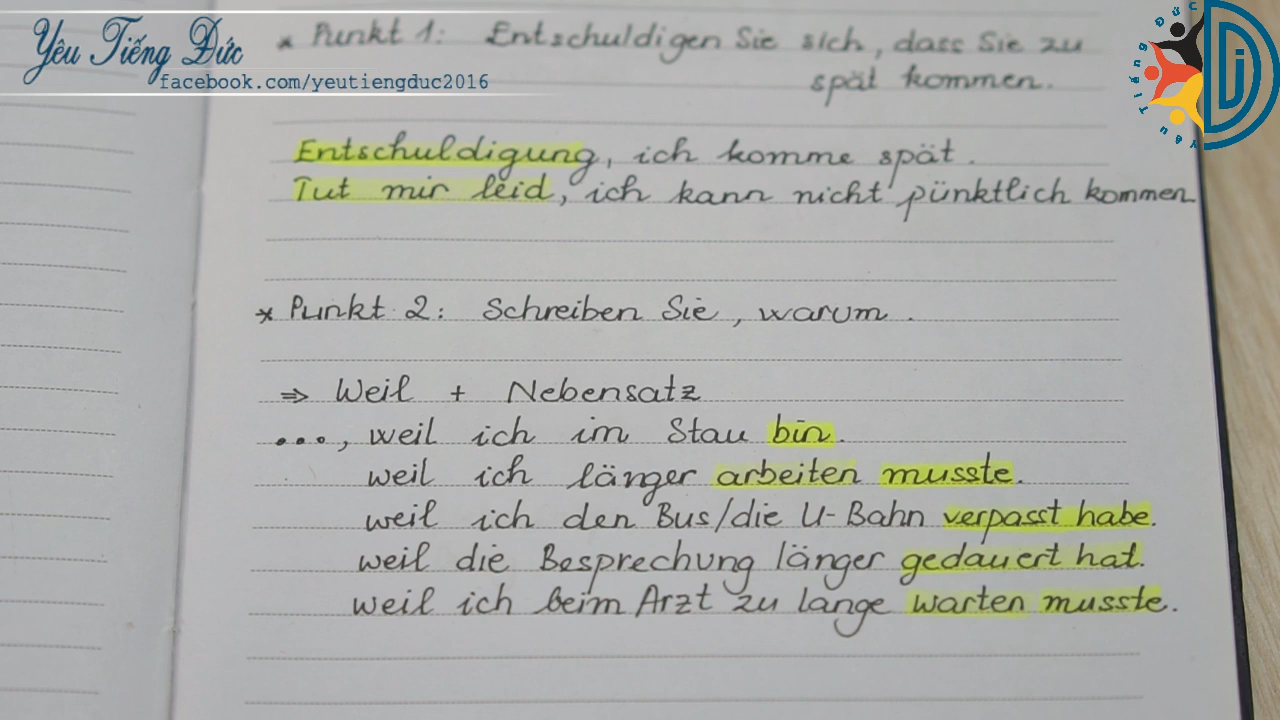 Yêu Tiếng Đức
facebook.com/yeutiengduc2016
Yêu Tiếng Đức
* Punkt 1: Entschuldigen Sie sich, dass Sie zu
spät kommen.
Entschuldigung, ich komme spät.
Tut mir leid, ich kann nicht pünktlich kommen
* Punkt 2: Schreiben Sie, warum.
⇒ Weil + Nebensatz
..., weil ich im Stau bin.
weil ich länger arbeiten musste.
weil ich den Bus/die U-Bahn verpasst habe.
weil die Besprechung länger gedauert hat.
weil ich beim Arzt zu lange warten musste.